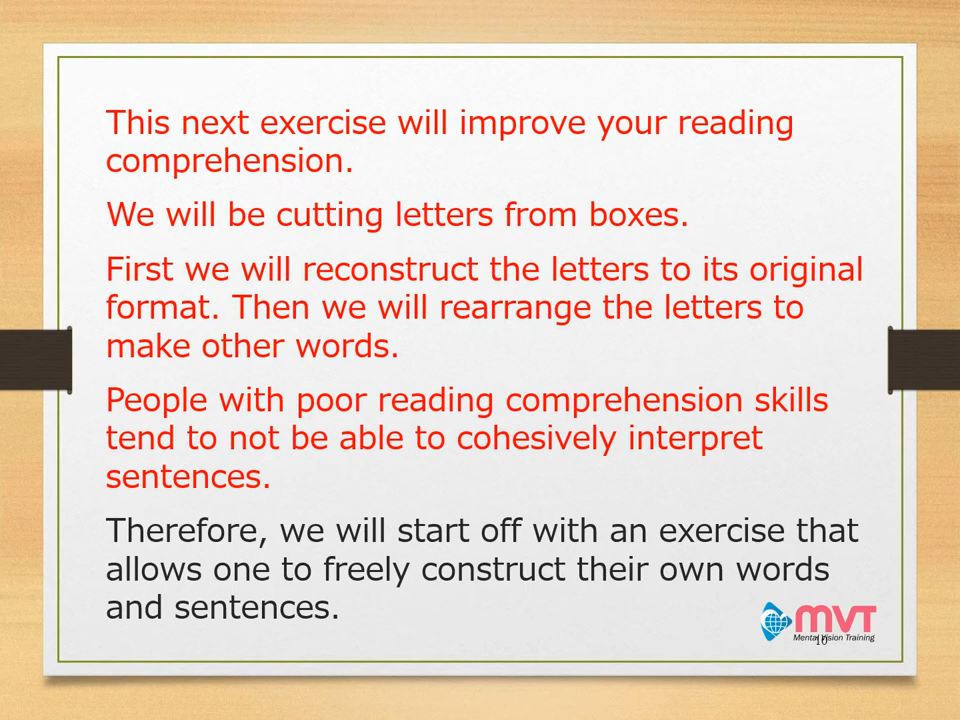 This next exercise will improve your reading
comprehension.
We will be cutting letters from boxes.
First we will reconstruct the letters to its original
format. Then we will rearrange the letters to
make other words.
People with poor reading comprehension skills
tend to not be able to cohesively interpret
sentences.
Therefore, we will start off with an exercise that
allows one to freely construct their own words
and sentences.
MVT
Mental Vision Training
10